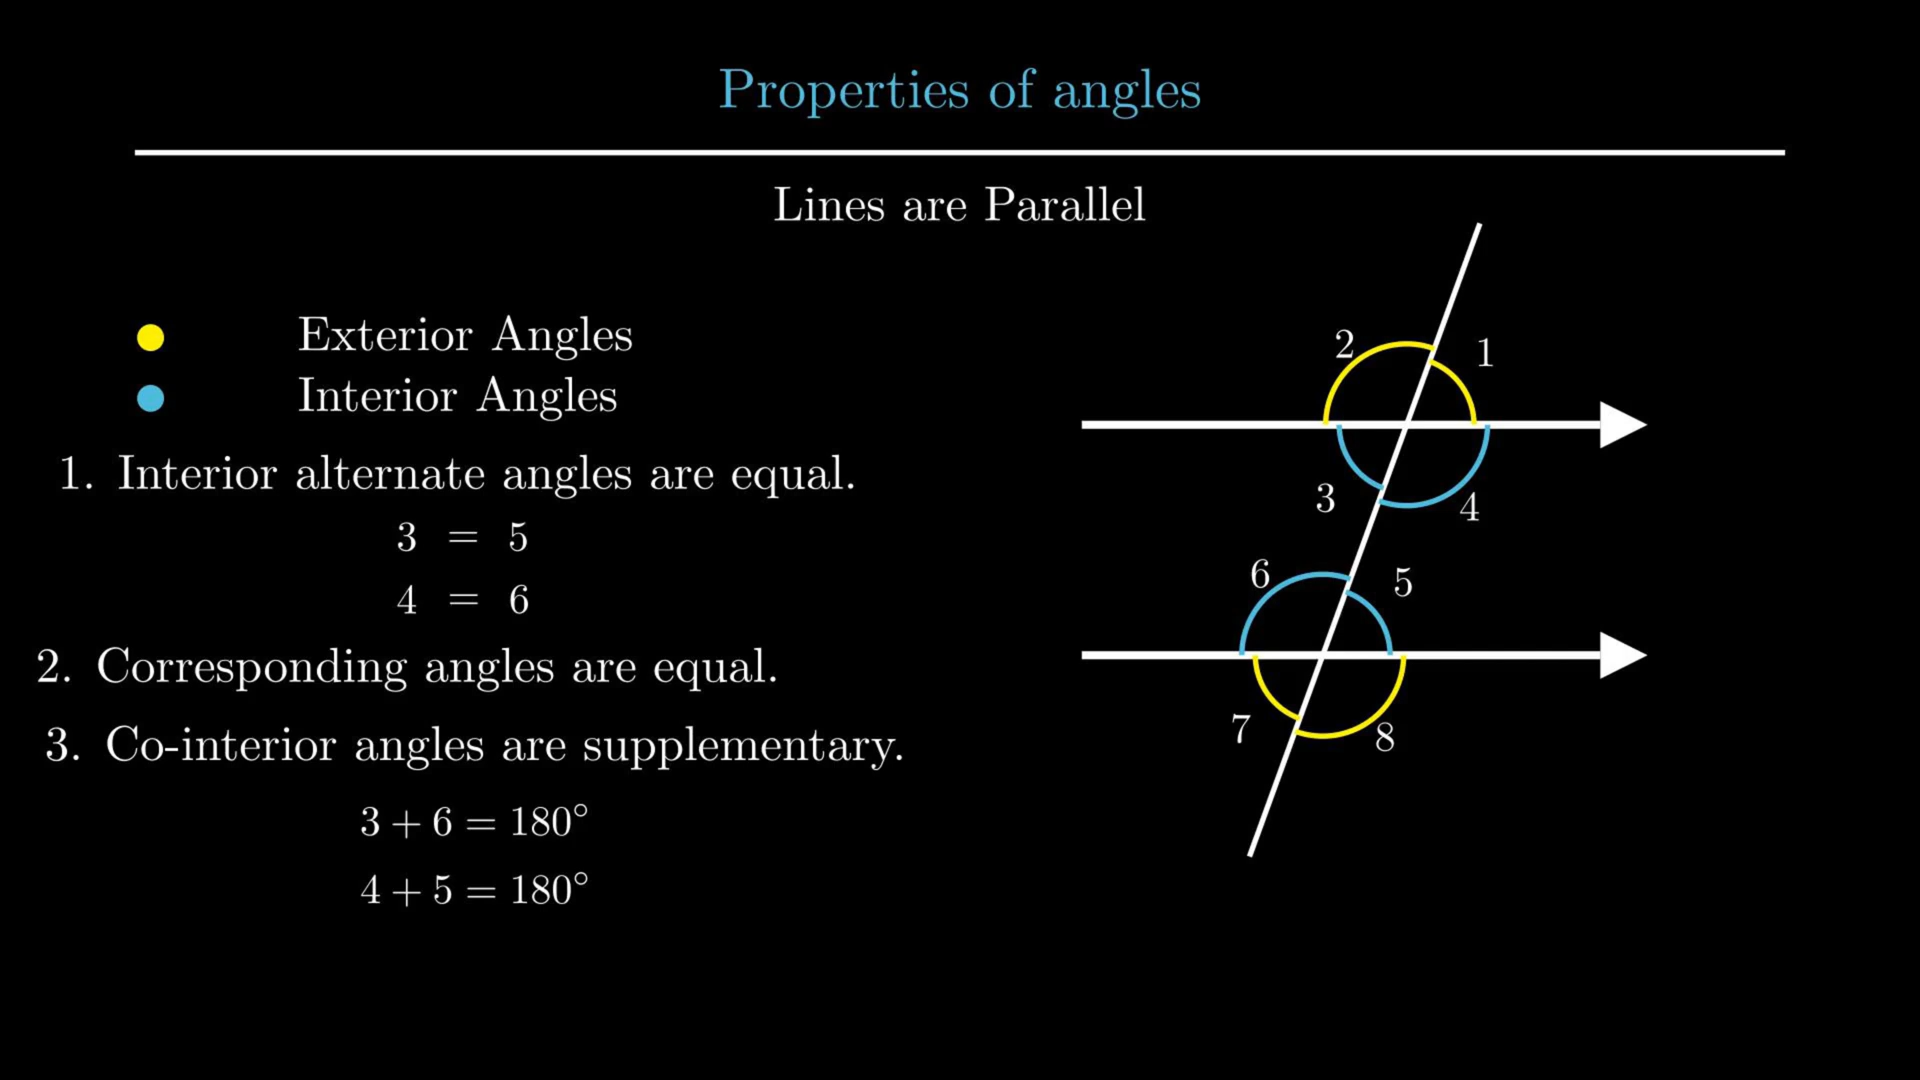 Properties of angles
Lines are Parallel
Exterior Angles
Interior Angles
1. Interior alternate angles are equal.
3 = 5
4 = 6
2. Corresponding angles are equal.
3. Co-interior angles are supplementary.
3 + 6 = 180°
4 + 5 = 180°
2
1
3
4
6
5
7
8